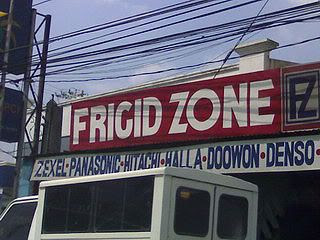 FRIGID ZONE
FZ
ZEXEL·PANASONIC·HITACHI·HALLA·DOOWON·DENSO